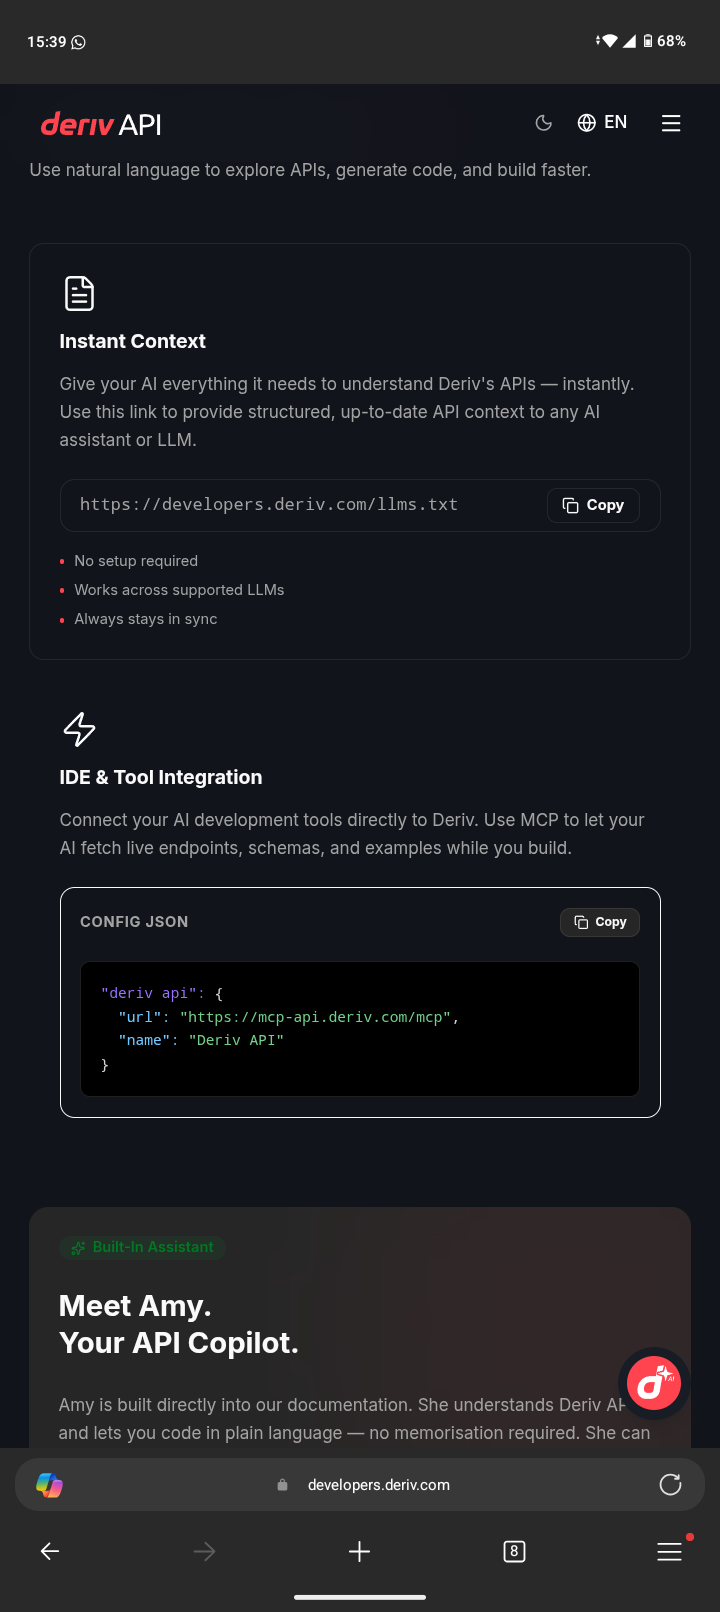 15:39
68%
deriv API
EN
Use natural language to explore APIs, generate code, and build faster.
Instant Context
Give your AI everything it needs to understand Deriv's APIs — instantly.
Use this link to provide structured, up-to-date API context to any AI
assistant or LLM.
https://developers.deriv.com/llms.txt
Copy
No setup required
Works across supported LLMs
Always stays in sync
IDE & Tool Integration
Connect your AI development tools directly to Deriv. Use MCP to let your
AI fetch live endpoints, schemas, and examples while you build.
CONFIG JSON
Copy
"deriv api": {
"url": "https://mcp-api.deriv.com/mcp",
"name": "Deriv API"
}
Built-In Assistant
Meet Amy.
Your API Copilot.
Amy is built directly into our documentation. She understands Deriv
and lets you code in plain language — no memorisation required. She can
developers.deriv.com
8